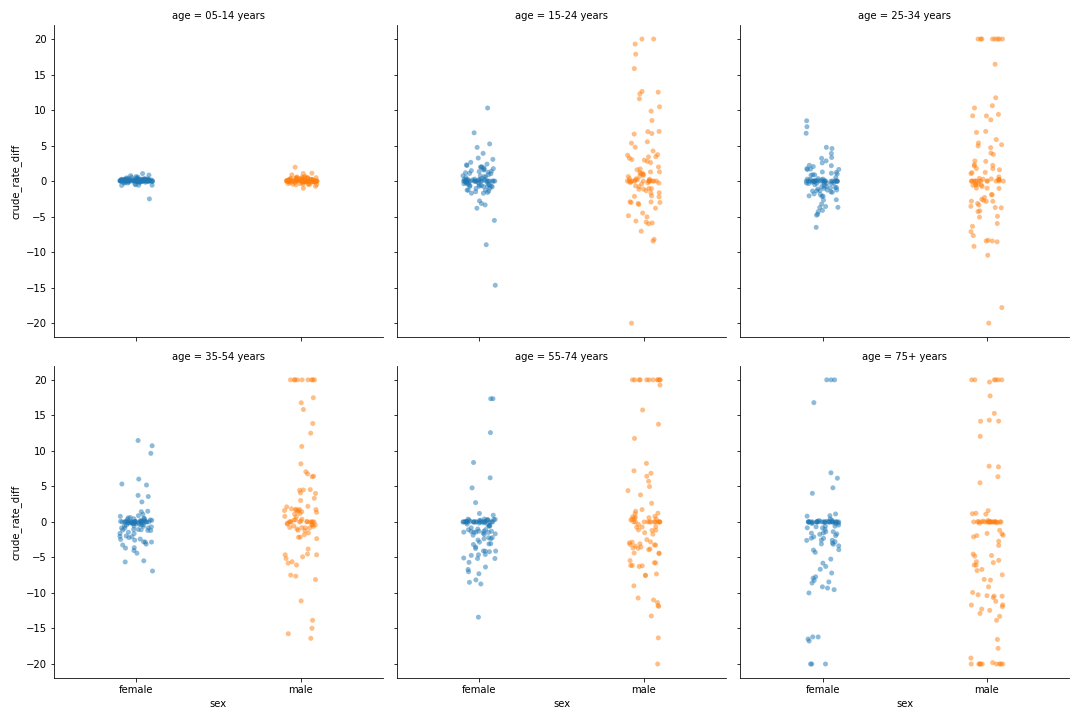 age = 05-14 years
age = 15-24 years
age = 25-34 years
20
15
10
5
0
−5
−10
−15
−20
crude_rate_diff
age = 35-54 years
age = 55-74 years
age = 75+ years
20
15
10
5
0
−5
−10
−15
−20
crude_rate_diff
female
male
female
male
female
male
sex
sex
sex